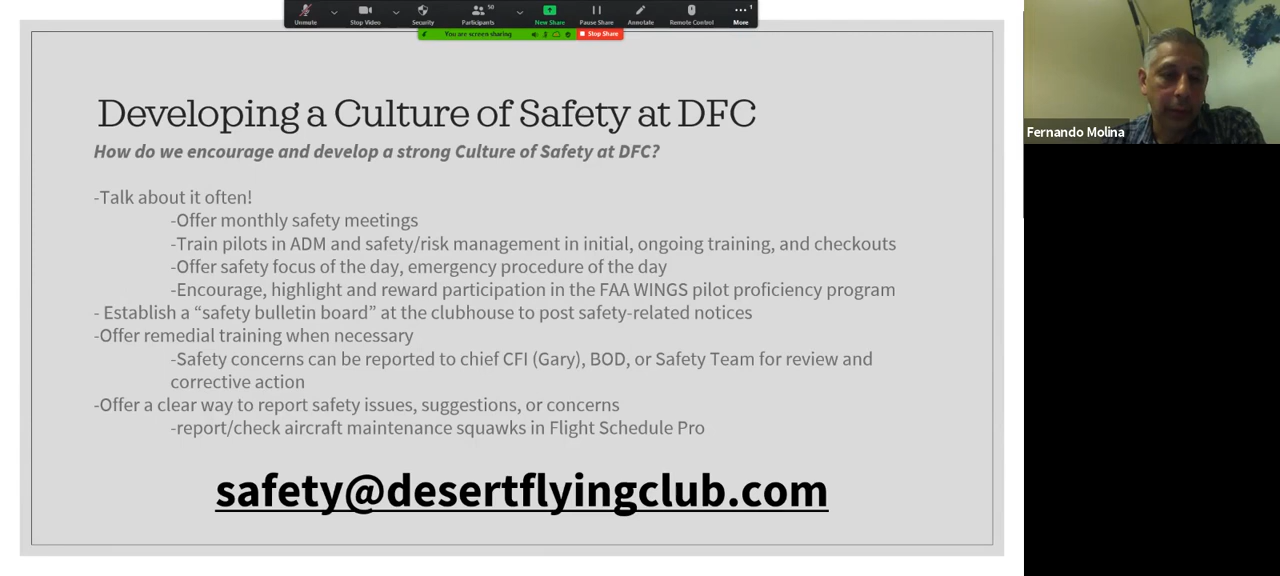 50
1
Unmute
Stop Video
Security
Participants
New Share
Pause Share
Annotate
Remote Control
More
You are screen sharing
Stop Share
Developing a Culture of Safety at DFC
How do we encourage and develop a strong Culture of Safety at DFC?
-Talk about it often!
-Offer monthly safety meetings
-Train pilots in ADM and safety/risk management in initial, ongoing training, and checkouts
-Offer safety focus of the day, emergency procedure of the day
-Encourage, highlight and reward participation in the FAA WINGS pilot proficiency program
- Establish a “safety bulletin board” at the clubhouse to post safety-related notices
-Offer remedial training when necessary
-Safety concerns can be reported to chief CFI (Gary), BOD, or Safety Team for review and
corrective action
-Offer a clear way to report safety issues, suggestions, or concerns
-report/check aircraft maintenance squawks in Flight Schedule Pro
safety@desertflyingclub.com
Fernando Molina